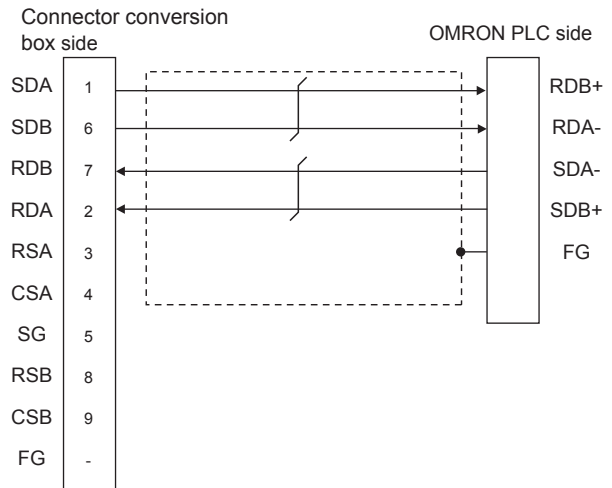 Connector conversion
box side
OMRON PLC side
SDA 1 RDB+
SDB 6 RDA-
RDB 7 SDA-
RDA 2 SDB+
RSA 3 FG
CSA 4
SG 5
RSB 8
CSB 9
FG -